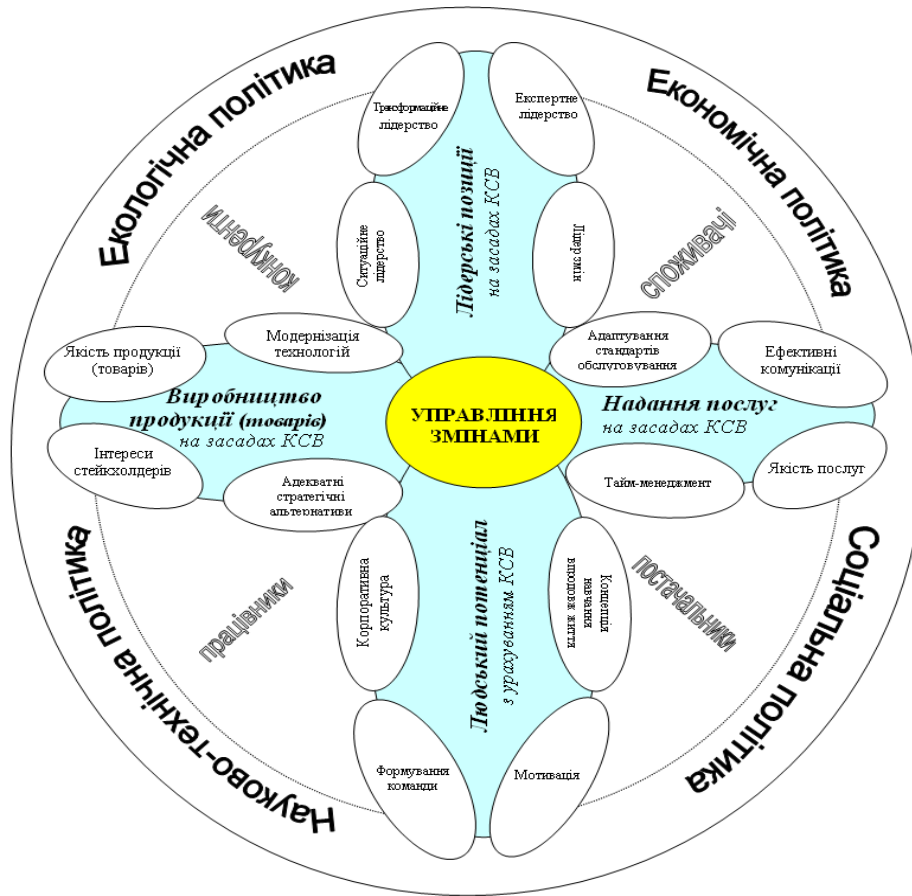 Екологічна політика
Економічна політика
Трансформаційне
лідерство
Експертне
лідерство
Лідерські позиції
на засадах КСВ
Ситуаційне
лідерство
Лідер змін
конкуренти
споживачі
Якість продукції
(товарів)
Модернізація
технологій
Адаптування
стандартів
обслуговування
Ефективні
комунікації
Виробництво
продукції (товарів)
на засадах КСВ
УПРАВЛІННЯ
ЗМІНАМИ
Надання послуг
на засадах КСВ
Інтереси
стейкхолдерів
Адекватні
стратегічні
альтернативи
Тайм-менеджмент
Якість послуг
Корпоративна
культура
Людський потенціал
з урахуванням КСВ
Концепція
навчання
впродовж життя
працівники
постачальники
Формування
команди
Мотивація
Науково-технічна політика
Соціальна політика